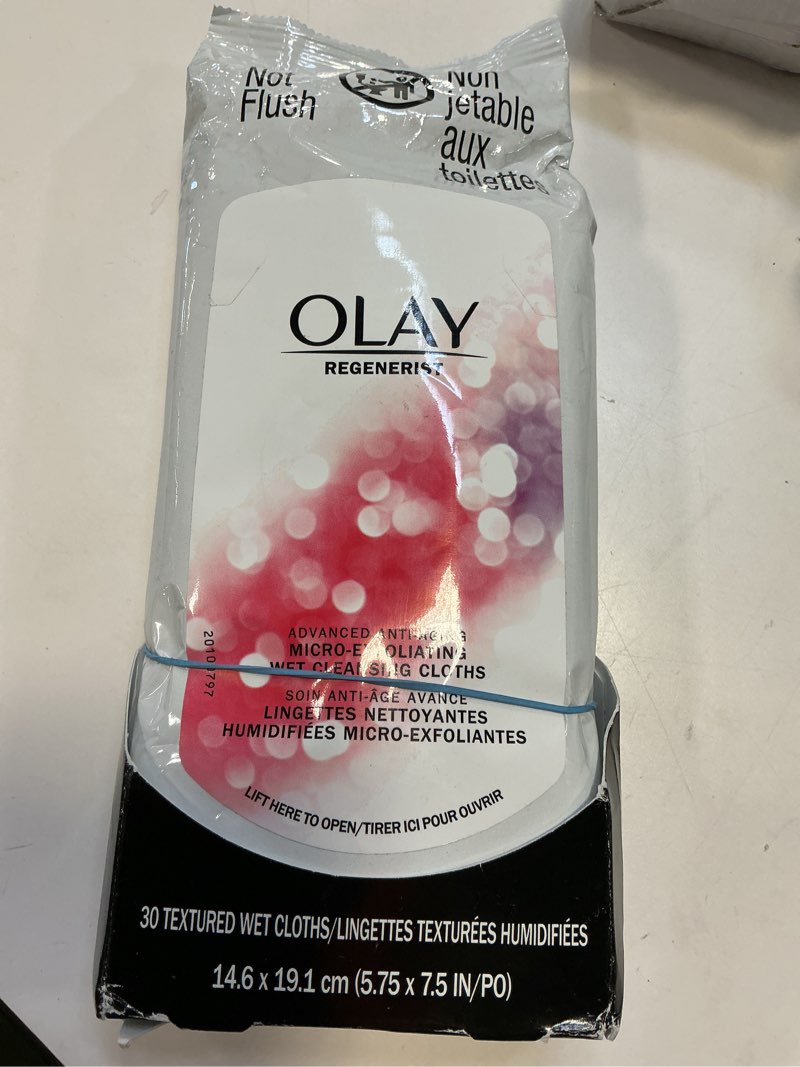 Not
Flush
Non
jetable
aux
toilettes
OLAY
REGENERIST
ADVANCED ANTI-AGING
MICRO-EXFOLIATING
WET CLEANSING CLOTHS
SOIN ANTI-ÂGE AVANCÉ
LINGETTES NETTOYANTES
HUMIDIFIÉES MICRO-EXFOLIANTES
LIFT HERE TO OPEN/TIRER ICI POUR OUVRIR
30 TEXTURED WET CLOTHS/LINGETTES TEXTURÉES HUMIDIFIÉES
14.6 x 19.1 cm (5.75 x 7.5 IN/PO)